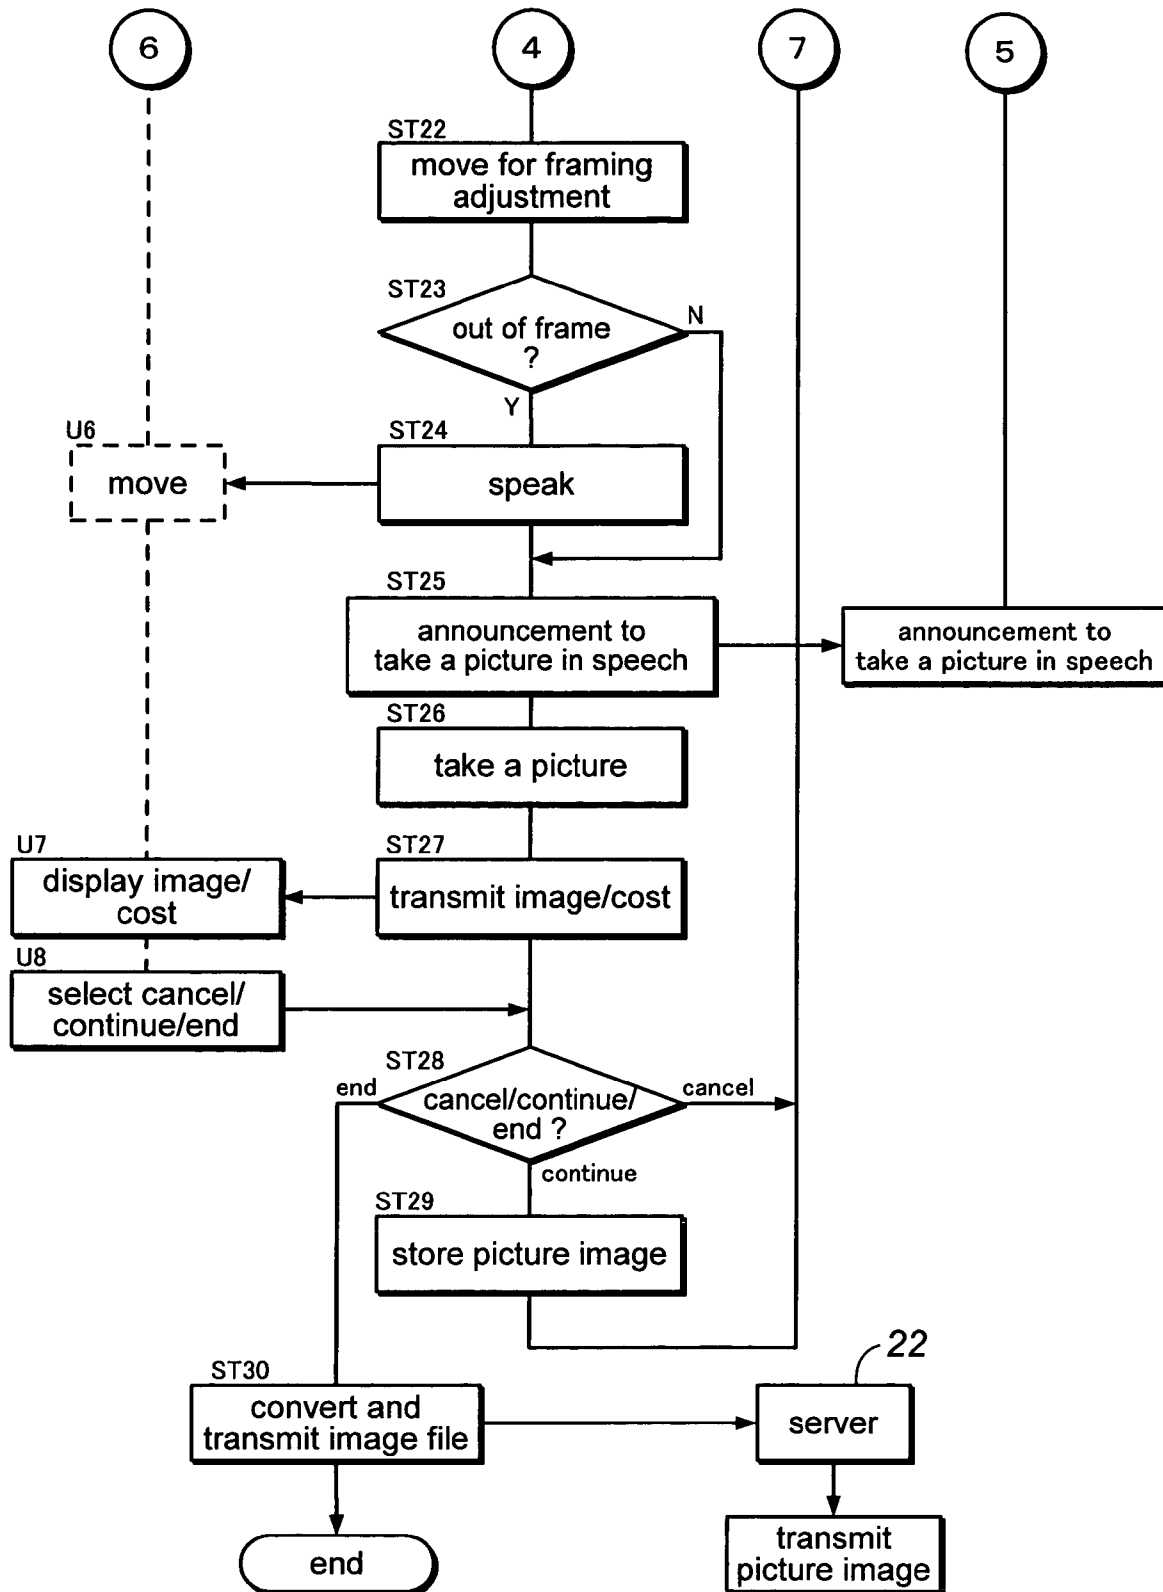 6
4
7
5
ST22
move for framing
adjustment
ST23
out of frame
?
N
Y
U6
move
ST24
speak
ST25
announcement to
take a picture in speech
announcement to
take a picture in speech
ST26
take a picture
U7
display image/
cost
ST27
transmit image/cost
U8
select cancel/
continue/end
ST28
end
cancel/continue/
end ?
cancel
continue
ST29
store picture image
ST30
convert and
transmit image file
22
server
end
transmit
picture image